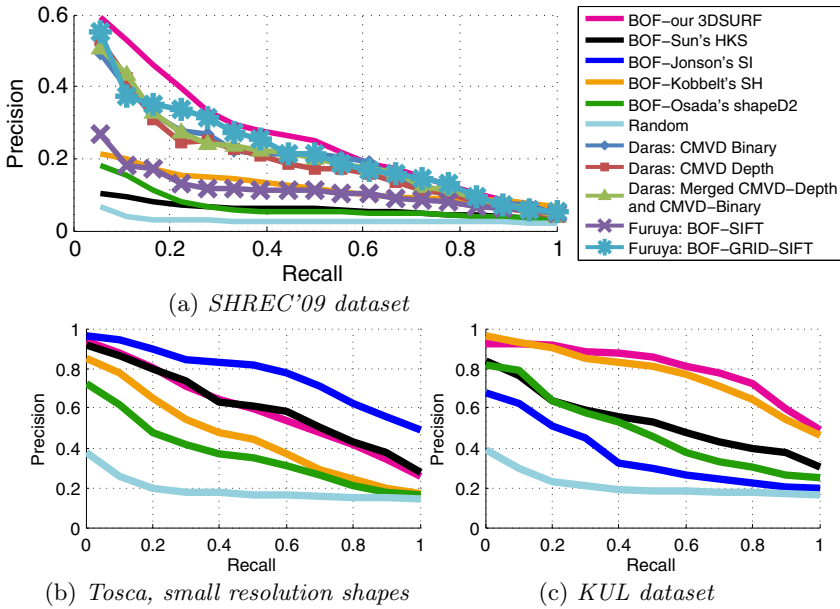 0.6
0.4
0.2
0
Precision
0 0.2 0.4 0.6 0.8 1
Recall
BOF−our 3DSURF
BOF−Sun's HKS
BOF−Jonson's SI
BOF−Kobbelt's SH
BOF−Osada's shapeD2
Random
Daras: CMVD Binary
Daras: CMVD Depth
Daras: Merged CMVD−Depth
and CMVD−Binary
Furuya: BOF−SIFT
Furuya: BOF−GRID−SIFT
(a) SHREC'09 dataset
1
0.8
0.6
0.4
0.2
0
Precision
0 0.2 0.4 0.6 0.8 1
Recall
(b) Tosca, small resolution shapes
1
0.8
0.6
0.4
0.2
0
Precision
0 0.2 0.4 0.6 0.8 1
Recall
(c) KUL dataset